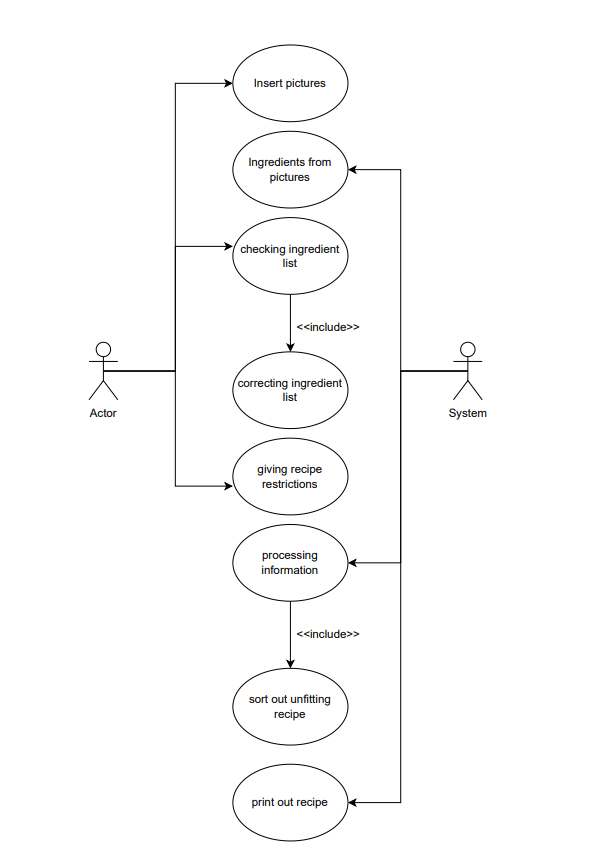 Insert pictures
Ingredients from
pictures
checking ingredient
list
<<include>>
correcting ingredient
list
Actor
System
giving recipe
restrictions
processing
information
<<include>>
sort out unfitting
recipe
print out recipe